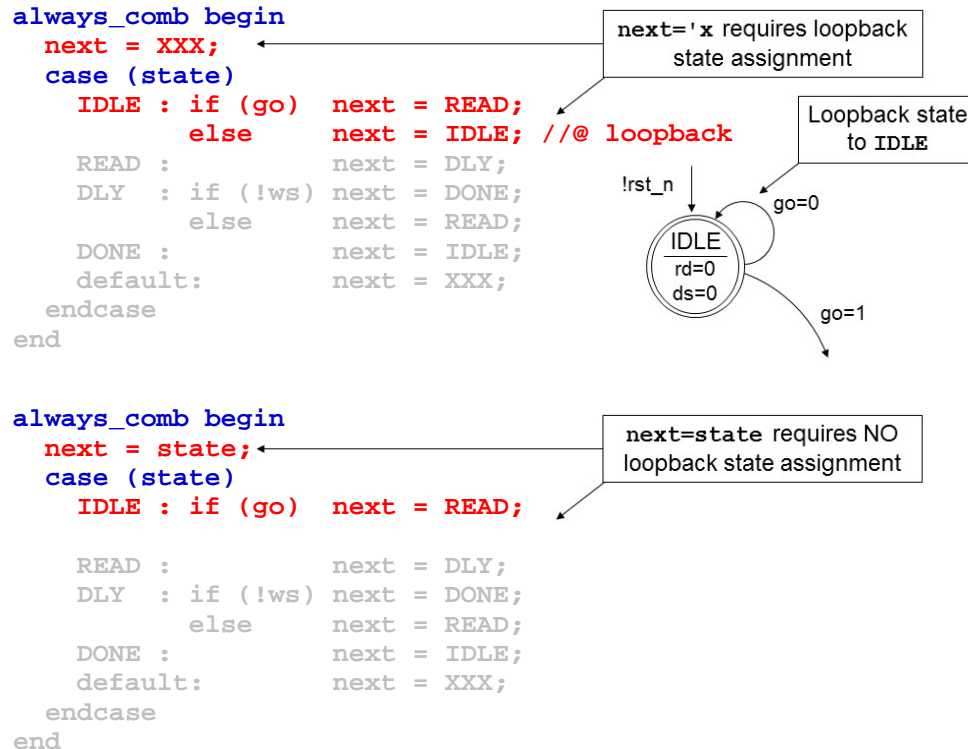 always_comb begin
  next = XXX;
  case (state)
    IDLE : if (go)  next = READ;
           else     next = IDLE; //@ loopback
    READ :          next = DLY;
    DLY  : if (!ws) next = DONE;
           else     next = READ;
    DONE :          next = IDLE;
    default:        next = XXX;
  endcase
end
next='x requires loopback
state assignment
Loopback state
to IDLE
!rst_n
go=0
IDLE
rd=0
ds=0
go=1
always_comb begin
  next = state;
  case (state)
    IDLE : if (go)  next = READ;
    READ :          next = DLY;
    DLY  : if (!ws) next = DONE;
           else     next = READ;
    DONE :          next = IDLE;
    default:        next = XXX;
  endcase
end
next=state requires NO
loopback state assignment